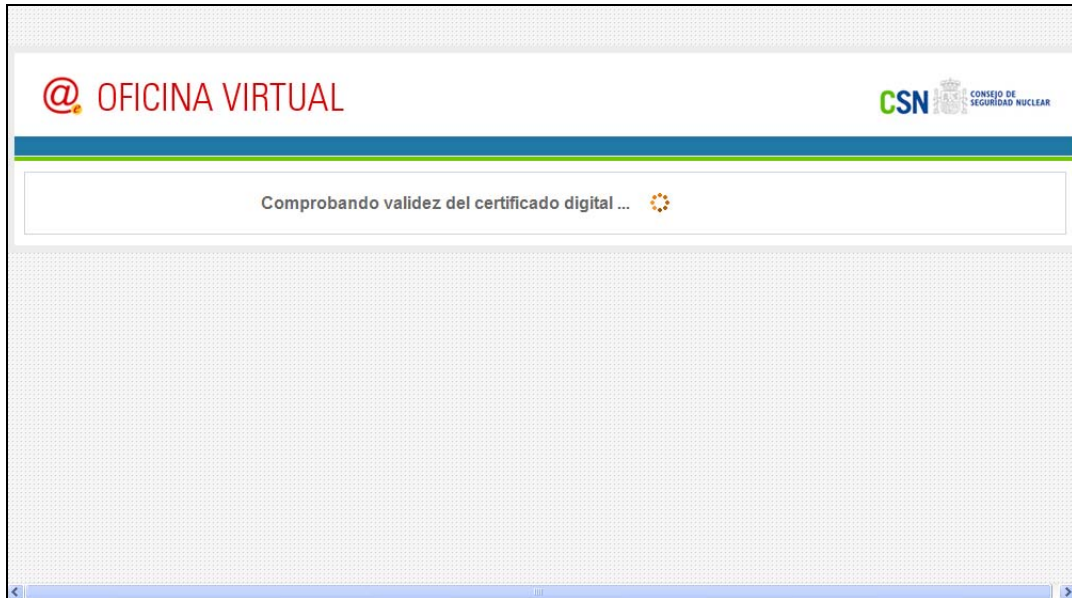 @e OFICINA VIRTUAL
CSN CONSEJO DE
SEGURIDAD NUCLEAR
Comprobando validez del certificado digital ...